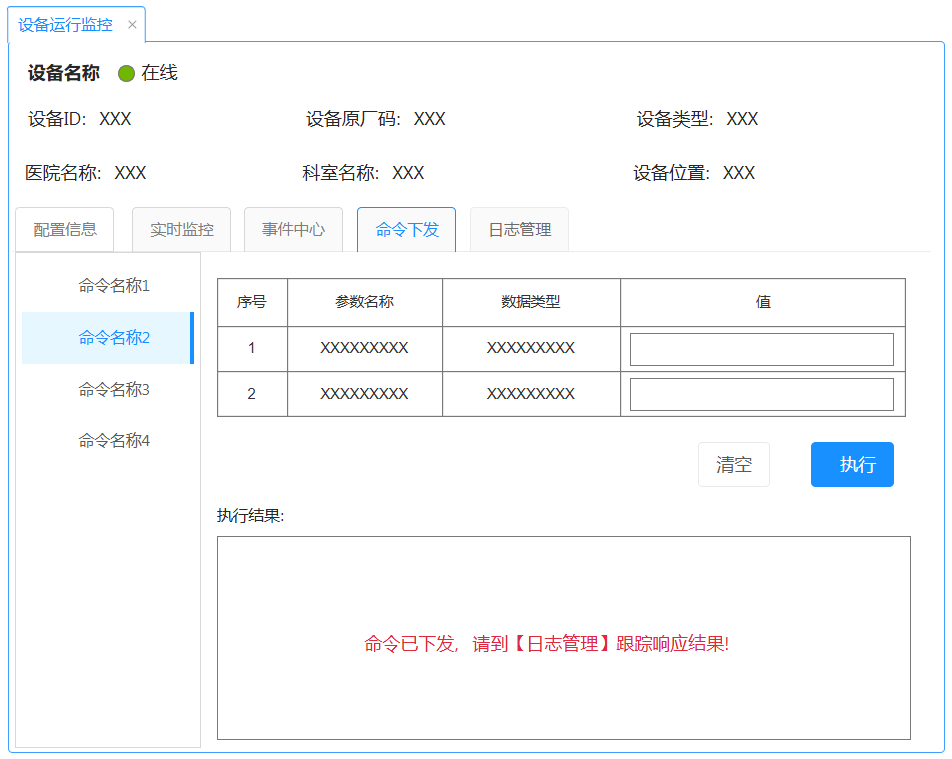 设备运行监控 ×
设备名称 在线
设备ID: XXX 设备原厂码: XXX 设备类型: XXX
医院名称: XXX 科室名称: XXX 设备位置: XXX
配置信息 实时监控 事件中心 命令下发 日志管理
命令名称1
命令名称2
命令名称3
命令名称4
序号 参数名称 数据类型 值
1 XXXXXXXXX XXXXXXXXX
2 XXXXXXXXX XXXXXXXXX
清空 执行
执行结果:
命令已下发, 请到【日志管理】跟踪响应结果!